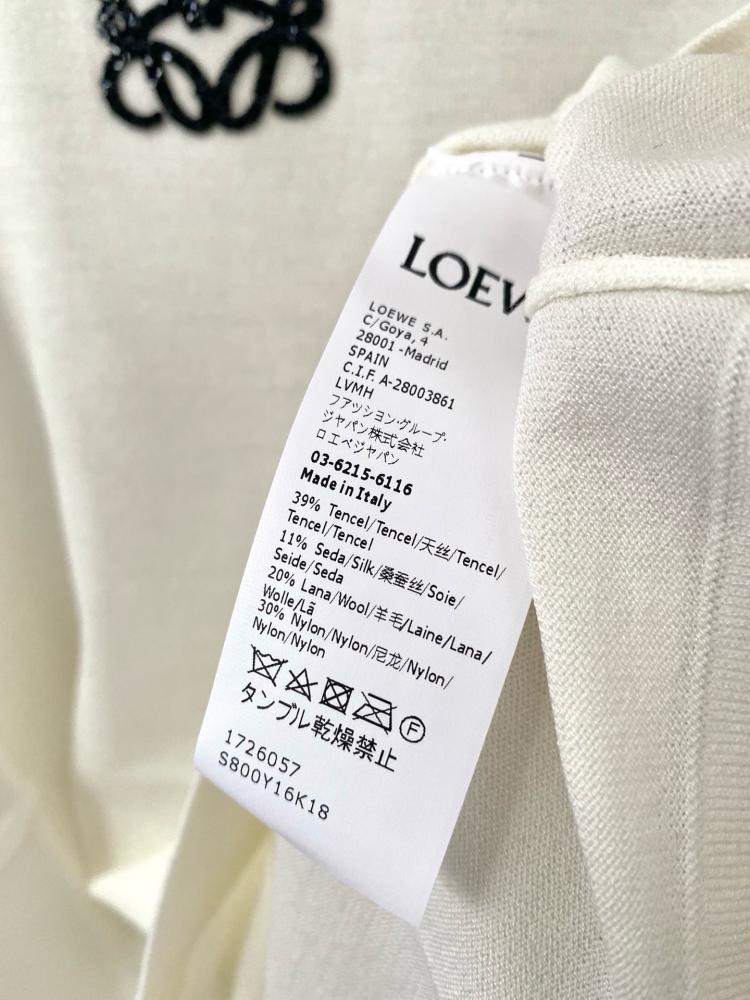 LOEW
LOEWE S.A.
C/Goya, 4
28001 -Madrid
SPAIN
C.I.F. A-28003861
LVMH
ファッション・グループ・
ジャパン株式会社
ロエベジャパン
03-6215-6116
Made in Italy
39% Tencel/Tencel/天丝/Tencel/
Tencel/Tencel
11% Seda/Silk/桑蚕丝/Soie/
Seide/Seda
20% Lana/Wool/羊毛/Laine/Lana/
Wolle/Lã
30% Nylon/Nylon/尼龙/Nylon/
Nylon/Nylon
F
タンブル乾燥禁止
1726057
S800Y16K18